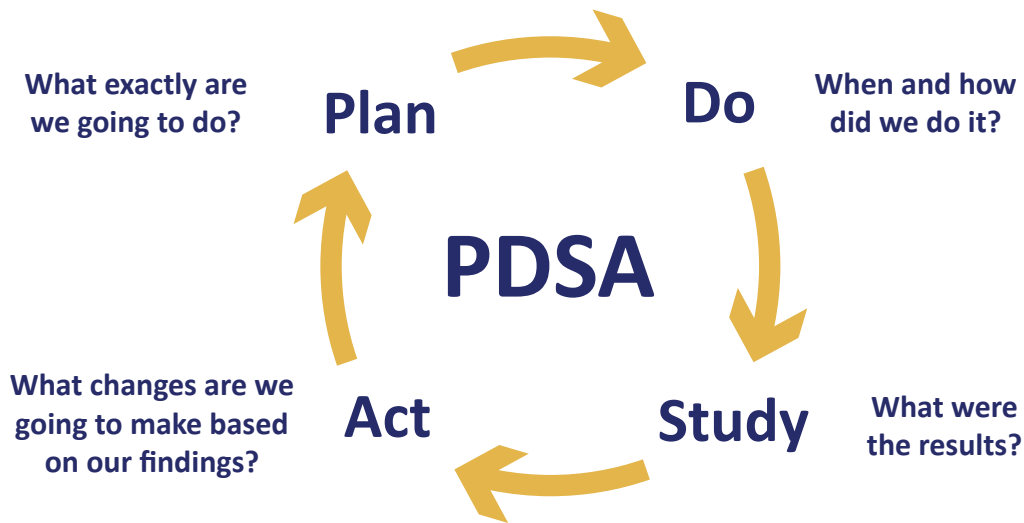 What exactly are
we going to do?
Plan
Do
When and how
did we do it?
PDSA
What changes are we
going to make based
on our findings?
Act
Study
What were
the results?